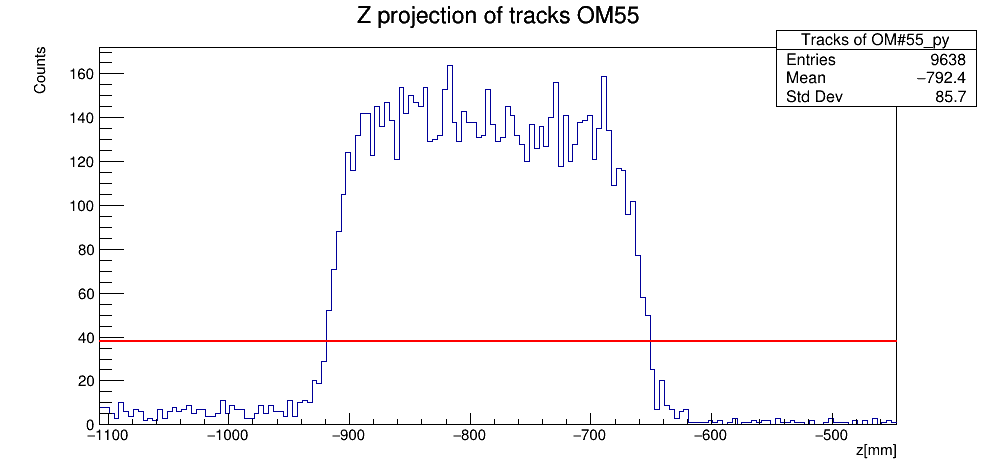 Z projection of tracks OM55
Counts
Tracks of OM#55_py
Entries 9638
Mean −792.4
Std Dev 85.7
160
140
120
100
80
60
40
20
0
−1100 −1000 −900 −800 −700 −600 −500
z[mm]